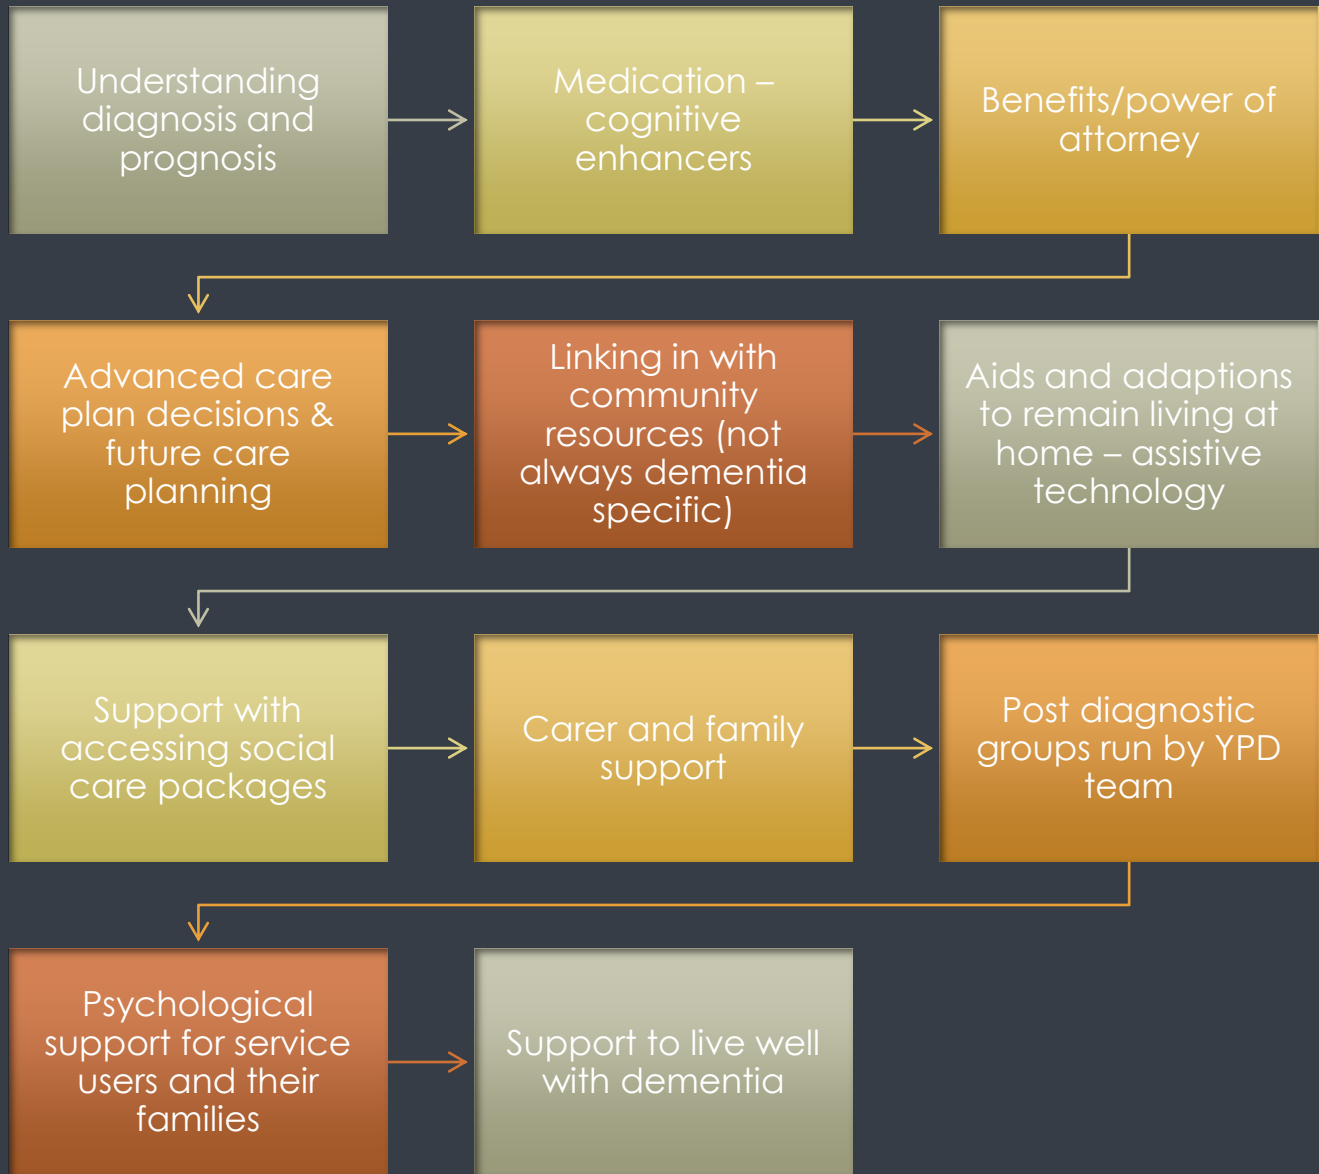 Understanding
diagnosis and
prognosis
Medication –
cognitive
enhancers
Benefits/power of
attorney
Advanced care
plan decisions &
future care
planning
Linking in with
community
resources (not
always dementia
specific)
Aids and adaptions
to remain living at
home – assistive
technology
Support with
accessing social
care packages
Carer and family
support
Post diagnostic
groups run by YPD
team
Psychological
support for service
users and their
families
Support to live well
with dementia